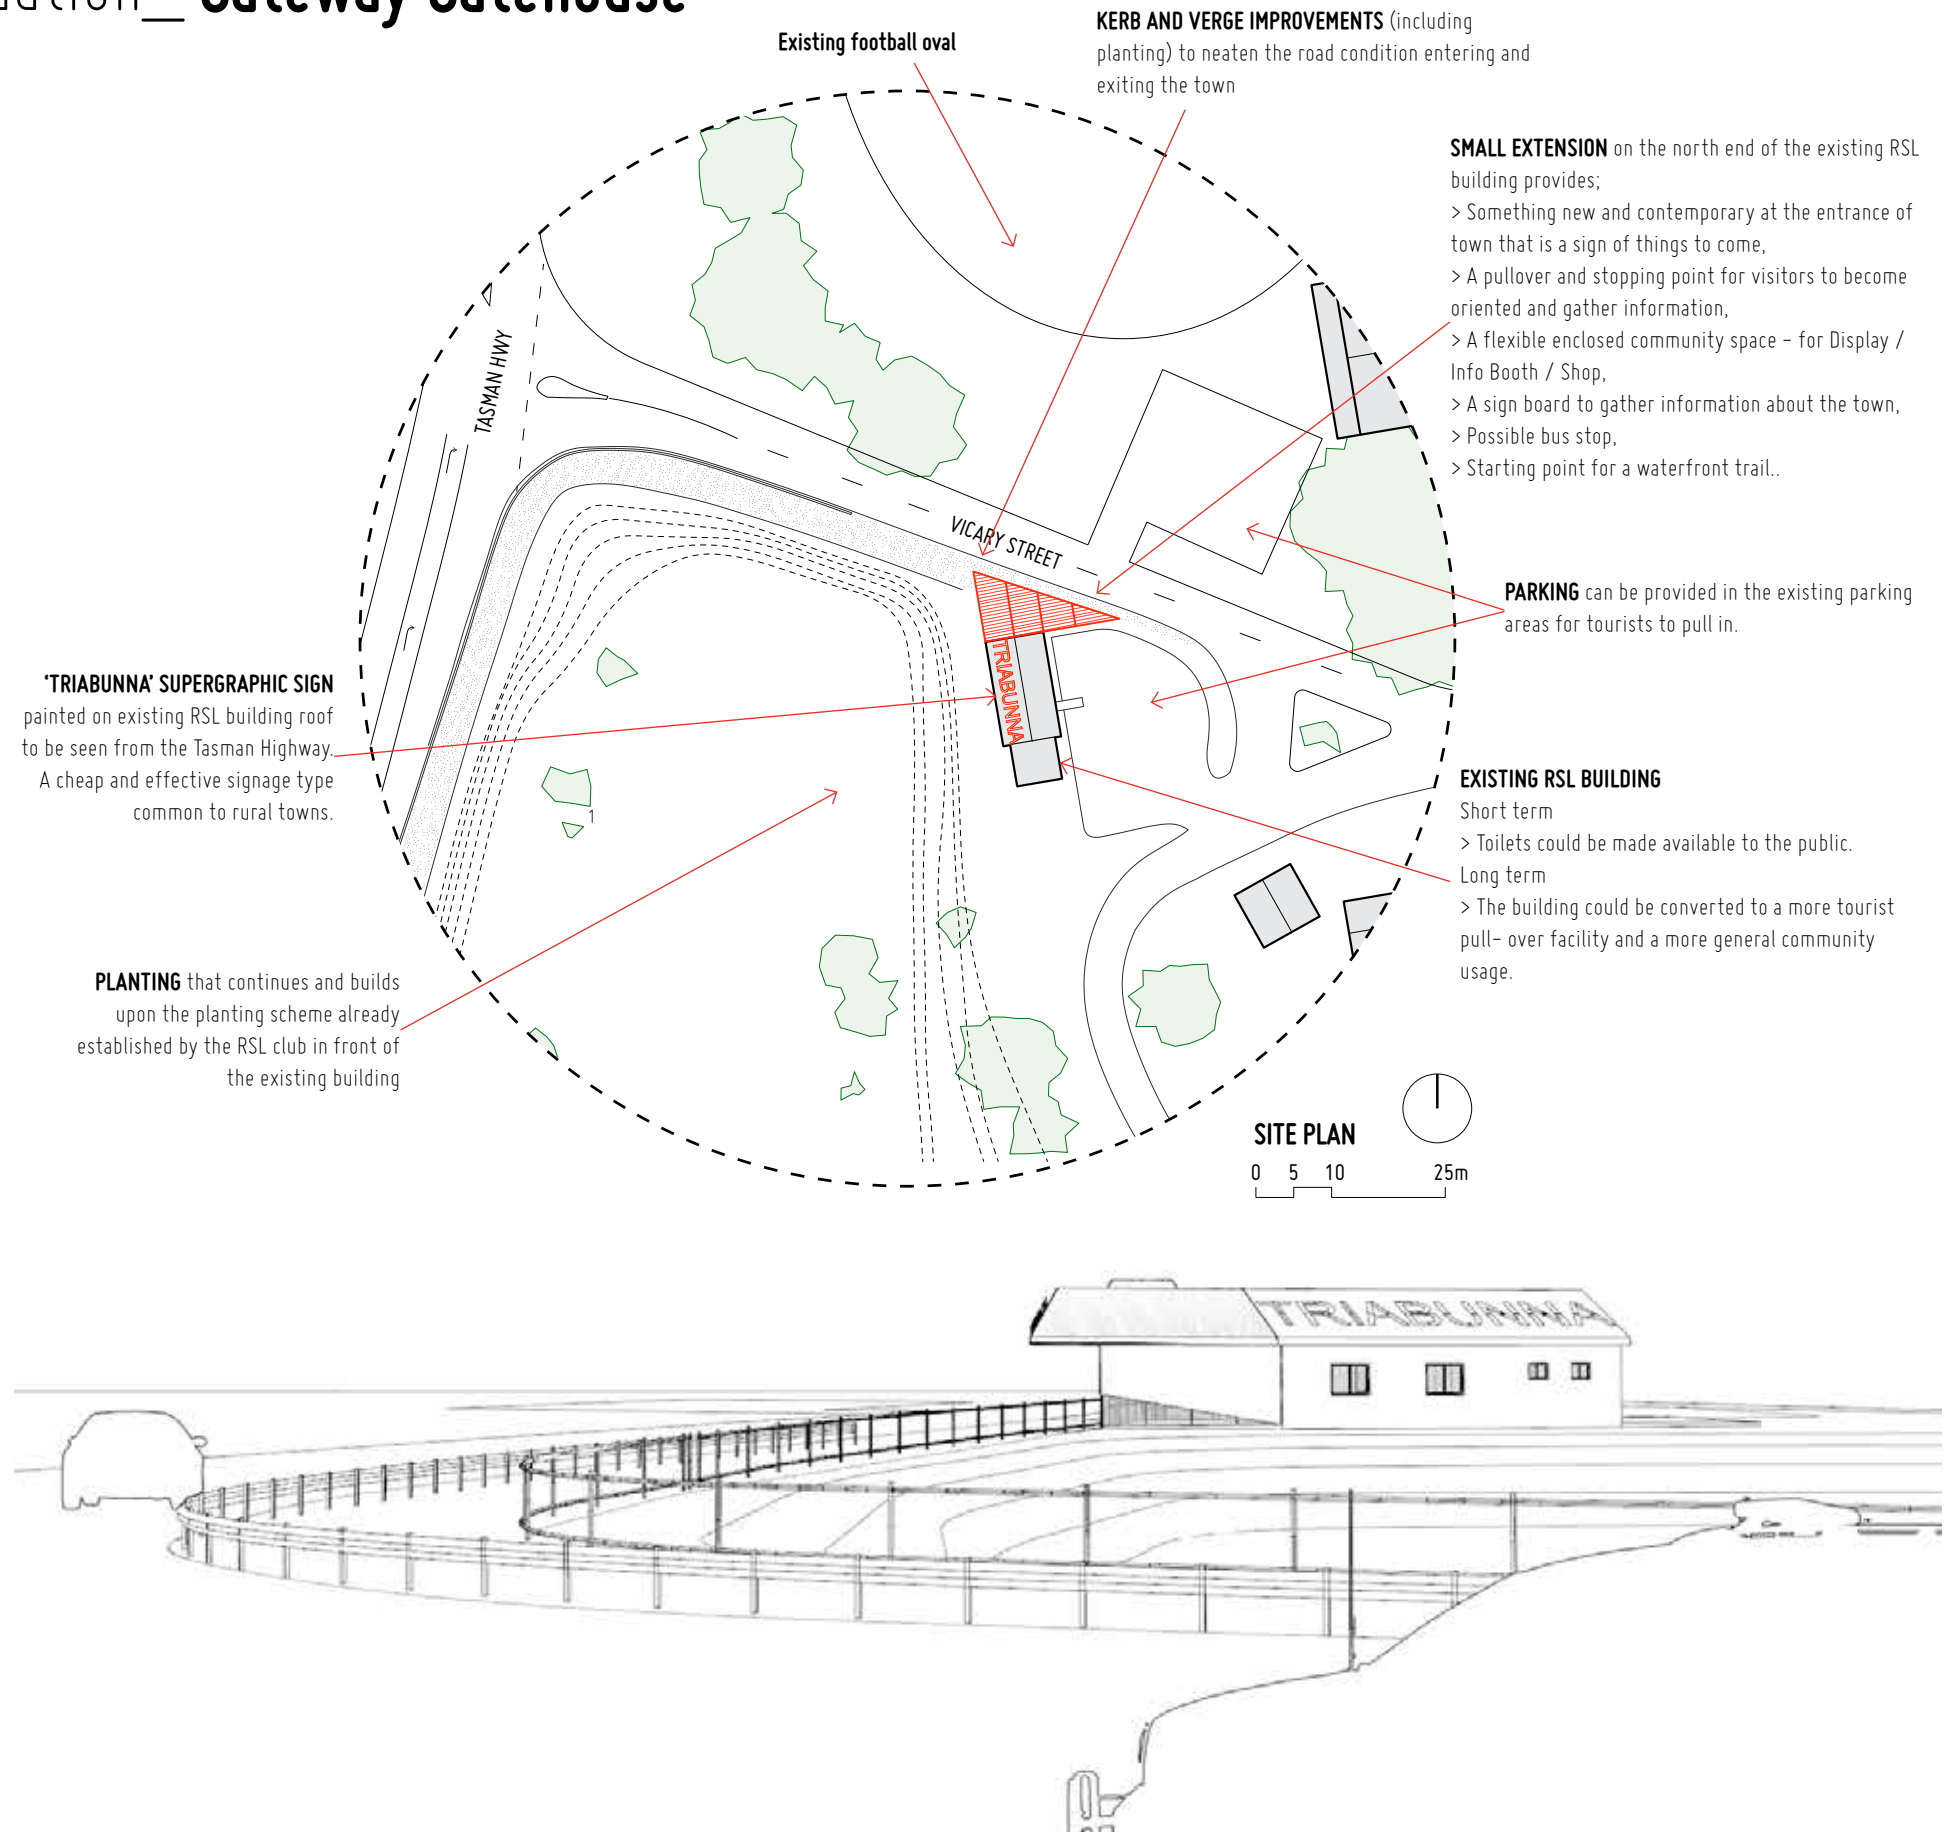 Gateway Gatehouse
Existing football oval
KERB AND VERGE IMPROVEMENTS (including
planting) to neaten the road condition entering and
exiting the town
SMALL EXTENSION on the north end of the existing RSL
building provides;
> Something new and contemporary at the entrance of
town that is a sign of things to come,
> A pullover and stopping point for visitors to become
oriented and gather information,
> A flexible enclosed community space - for Display /
Info Booth / Shop,
> A sign board to gather information about the town,
> Possible bus stop,
> Starting point for a waterfront trail..
TASMAN HWY
VICARY STREET
PARKING can be provided in the existing parking
areas for tourists to pull in.
TRIABUNNA
‘TRIABUNNA’ SUPERGRAPHIC SIGN
painted on existing RSL building roof
to be seen from the Tasman Highway.
A cheap and effective signage type
common to rural towns.
1
EXISTING RSL BUILDING
Short term
> Toilets could be made available to the public.
Long term
> The building could be converted to a more tourist
pull- over facility and a more general community
usage.
PLANTING that continues and builds
upon the planting scheme already
established by the RSL club in front of
the existing building
SITE PLAN
0 5 10 25m
TRIABUNNA